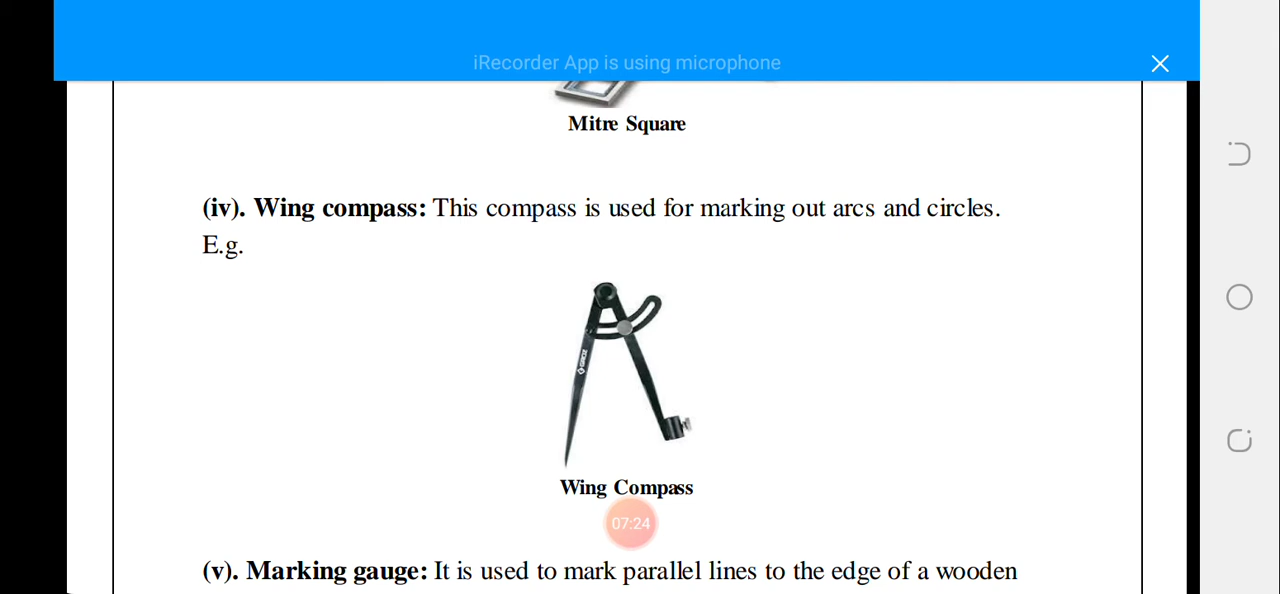 iRecorder App is using microphone
Mitre Square
(iv). Wing compass: This compass is used for marking out arcs and circles.
E.g.
GROZ
Wing Compass
07:24
(v). Marking gauge: It is used to mark parallel lines to the edge of a wooden